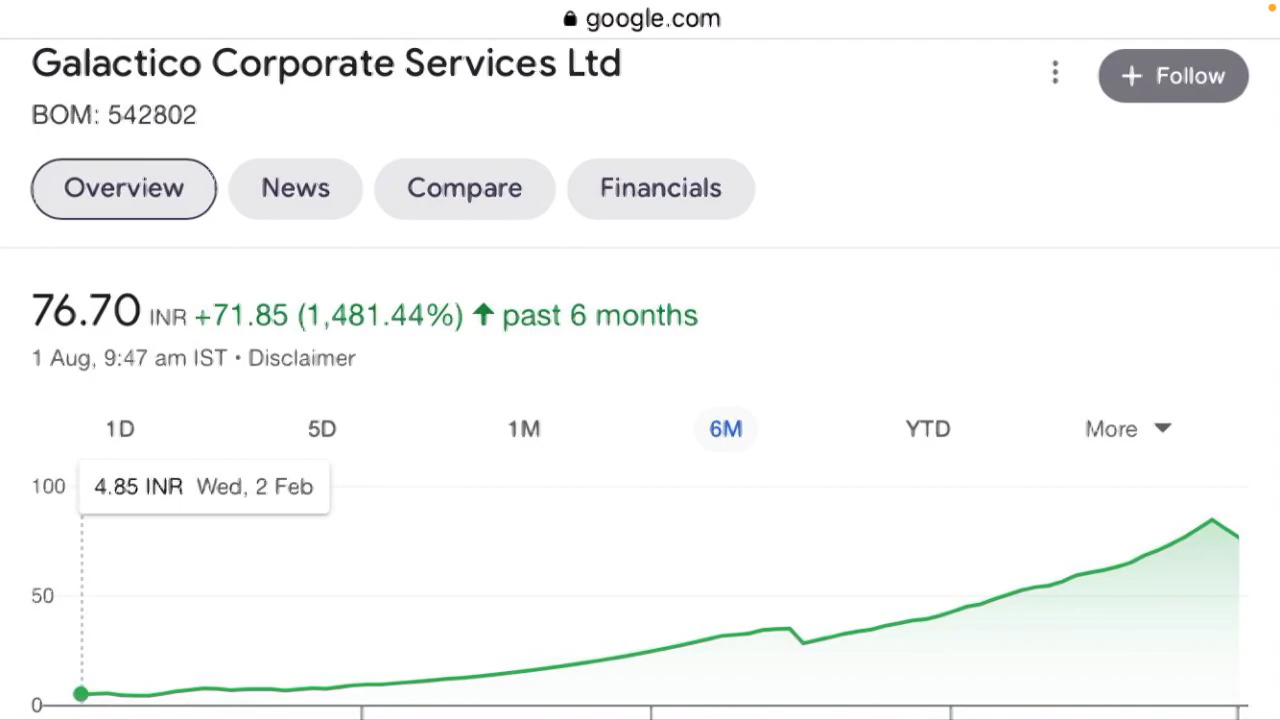 google.com
Galactico Corporate Services Ltd
+ Follow
BOM: 542802
Overview News Compare Financials
76.70 INR +71.85 (1,481.44%) ↑ past 6 months
1 Aug, 9:47 am IST • Disclaimer
1D 5D 1M 6M YTD More
100 4.85 INR Wed, 2 Feb
50
0